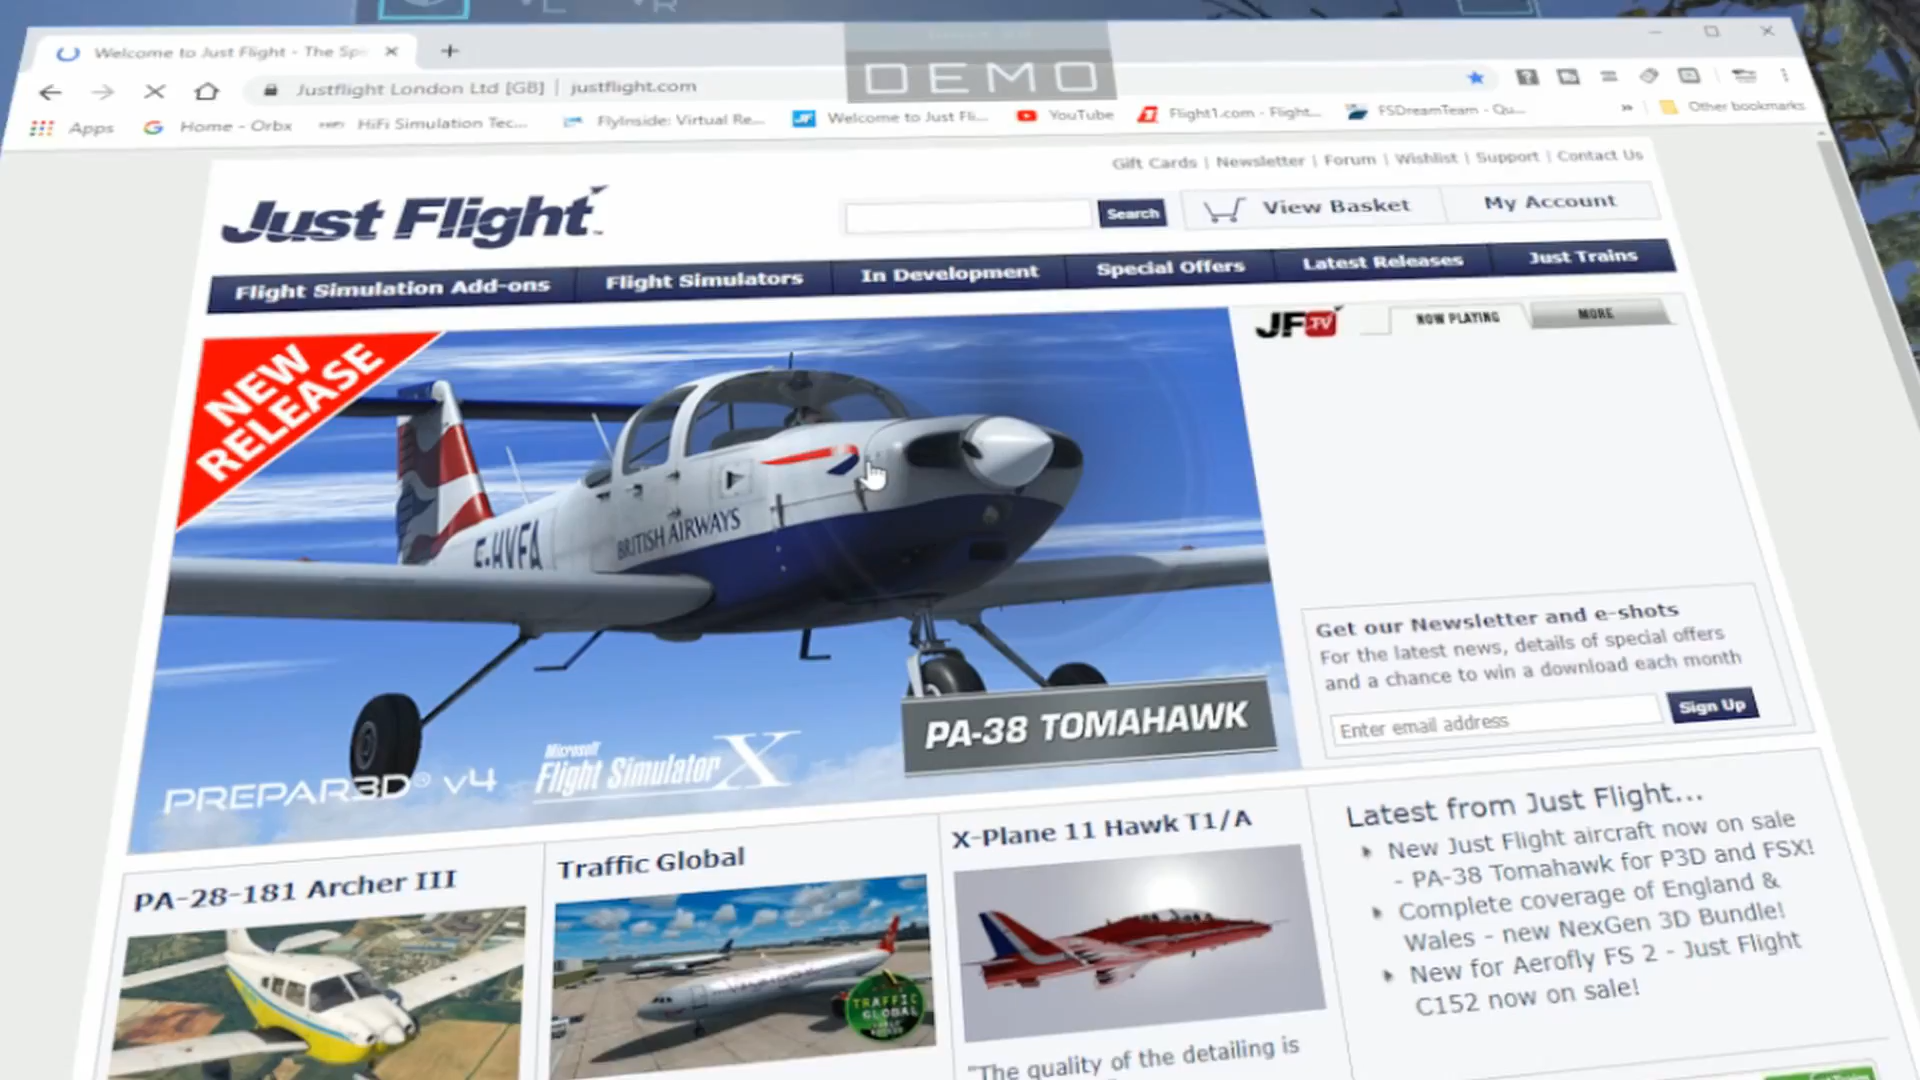 Welcome to Just Flight - The Sp
DEMO
Justflight London Ltd [GB] | justflight.com
Apps
Home - Orbx
HiFi Simulation Tec...
FlyInside: Virtual Re...
Welcome to Just Fli...
YouTube
Flight1.com - Flight...
FSDreamTeam - Qu...
» Other bookmarks
Gift Cards | Newsletter | Forum | Wishlist | Support | Contact Us
Just Flight
Search
View Basket
My Account
Flight Simulation Add-ons
Flight Simulators
In Development
Special Offers
Latest Releases
Just Trains
NEW
RELEASE
JF.TV
NOW PLAYING
MORE
BRITISH AIRWAYS
PA-38 TOMAHAWK
PREPAR3D® v4
Microsoft
Flight Simulator X
Get our Newsletter and e-shots
For the latest news, details of special offers
and a chance to win a download each month
Enter email address
Sign Up
PA-28-181 Archer III
Traffic Global
TRAFFIC
GLOBAL
X-Plane 11 Hawk T1/A
"The quality of the detailing is
Latest from Just Flight...
New Just Flight aircraft now on sale
- PA-38 Tomahawk for P3D and FSX!
Complete coverage of England &
Wales - new NexGen 3D Bundle!
New for Aerofly FS 2 - Just Flight
C152 now on sale!